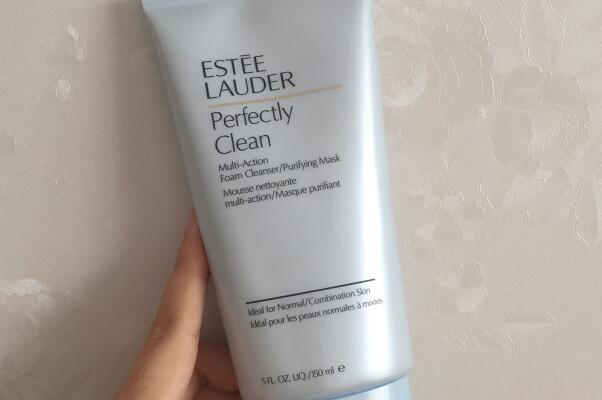 ESTĒE
LAUDER
Perfectly
Clean
Multi-Action
Foam Cleanser/Purifying Mask
Mousse nettoyante
multi-action/Masque purifiant
Ideal for Normal/Combination Skin
Idéal pour les peaux normales à mixtes
5 FL. OZ. LIQ./150 ml ℮